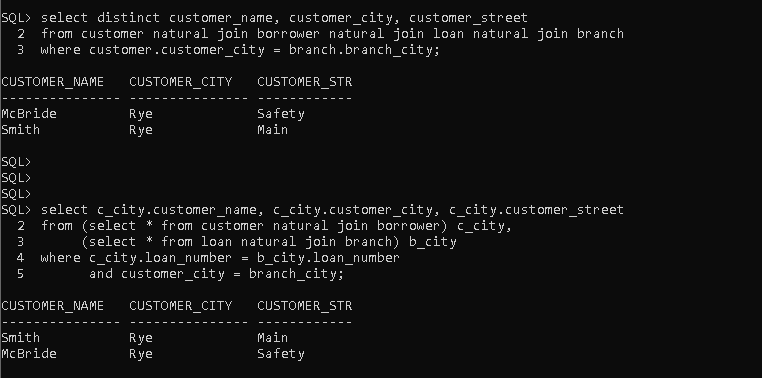 SQL> select distinct customer_name, customer_city, customer_street
  2  from customer natural join borrower natural join loan natural join branch
  3  where customer.customer_city = branch.branch_city;
CUSTOMER_NAME   CUSTOMER_CITY   CUSTOMER_STR
--------------- --------------- ------------
McBride         Rye             Safety
Smith           Rye             Main
SQL>
SQL>
SQL>
SQL> select c_city.customer_name, c_city.customer_city, c_city.customer_street
  2  from (select * from customer natural join borrower) c_city,
  3       (select * from loan natural join branch) b_city
  4  where c_city.loan_number = b_city.loan_number
  5        and customer_city = branch_city;
CUSTOMER_NAME   CUSTOMER_CITY   CUSTOMER_STR
--------------- --------------- ------------
Smith           Rye             Main
McBride         Rye             Safety